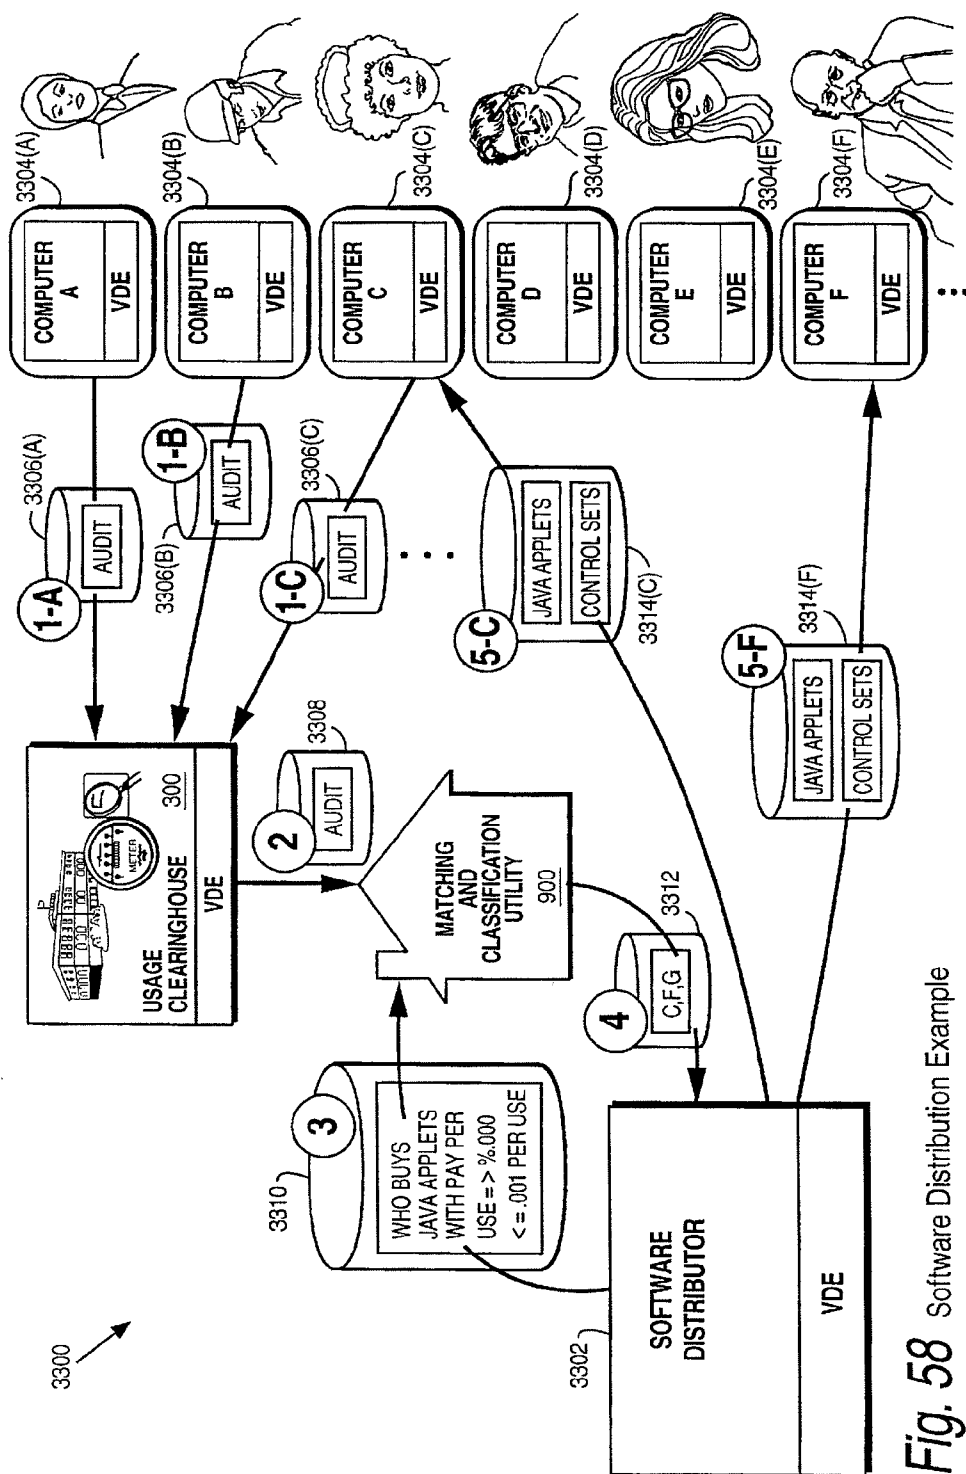 3300
3302
SOFTWARE
DISTRIBUTOR
VDE
3310
3
WHO BUYS
JAVA APPLETS
WITH PAY PER
USE = > %.000
< = .001 PER USE
USAGE
CLEARINGHOUSE
METER
300
VDE
2
3308
AUDIT
MATCHING
AND
CLASSIFICATION
UTILITY
900
4
3312
C,F,G
1-A
3306(A)
AUDIT
1-B
3306(B)
AUDIT
1-C
3306(C)
AUDIT
5-C
JAVA APPLETS
CONTROL SETS
3314(C)
5-F
JAVA APPLETS
CONTROL SETS
3314(F)
COMPUTER
A
VDE
3304(A)
COMPUTER
B
VDE
3304(B)
COMPUTER
C
VDE
3304(C)
COMPUTER
D
VDE
3304(D)
COMPUTER
E
VDE
3304(E)
COMPUTER
F
VDE
3304(F)
Fig. 58 Software Distribution Example